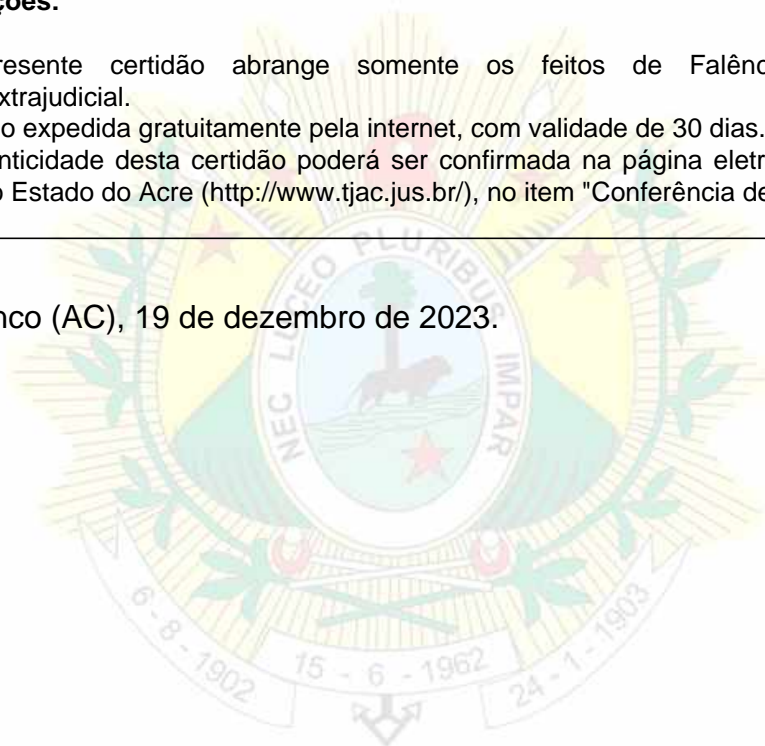 ções:
resente certidão abrange somente os feitos de Falênc
xtrajudicial.
o expedida gratuitamente pela internet, com validade de 30 dias.
nticidade desta certidão poderá ser confirmada na página eletr
o Estado do Acre (http://www.tjac.jus.br/), no item "Conferência de
nco (AC), 19 de dezembro de 2023.
NEC LUCEO PLURIBUS IMPAR
6 - 8 - 1902
15 - 6 - 1962
24 - 1 - 1903